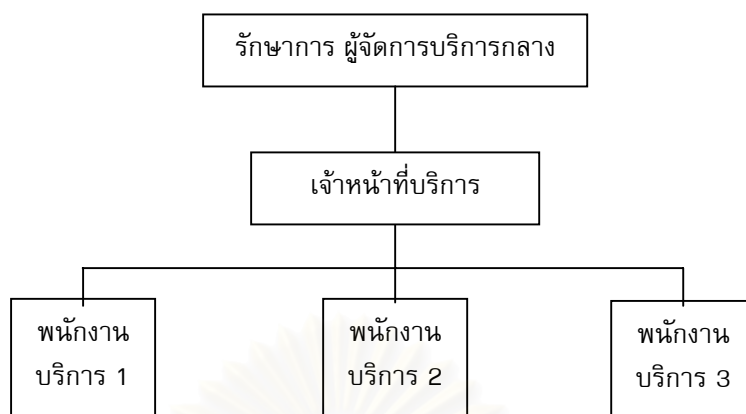 รักษาการ ผู้จัดการบริการกลาง
เจ้าหน้าที่บริการ
พนักงาน
บริการ 1
พนักงาน
บริการ 2
พนักงาน
บริการ 3